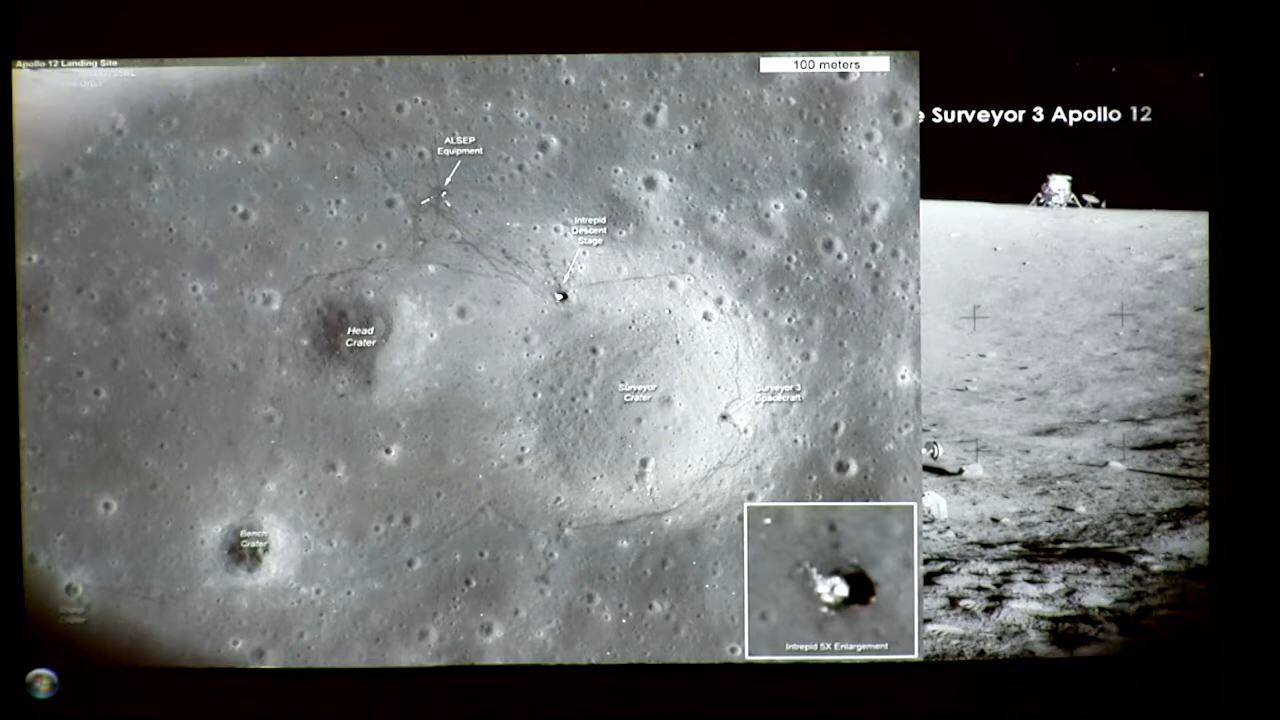 Apollo 12 Landing Site
100 meters
e Surveyor 3 Apollo 12
ALSEP
Equipment
Intrepid
Descent
Stage
Head
Crater
Surveyor
Crater
Surveyor 3
Spacecraft
Bench
Crater
Crater
Intrepid 5X Enlargement